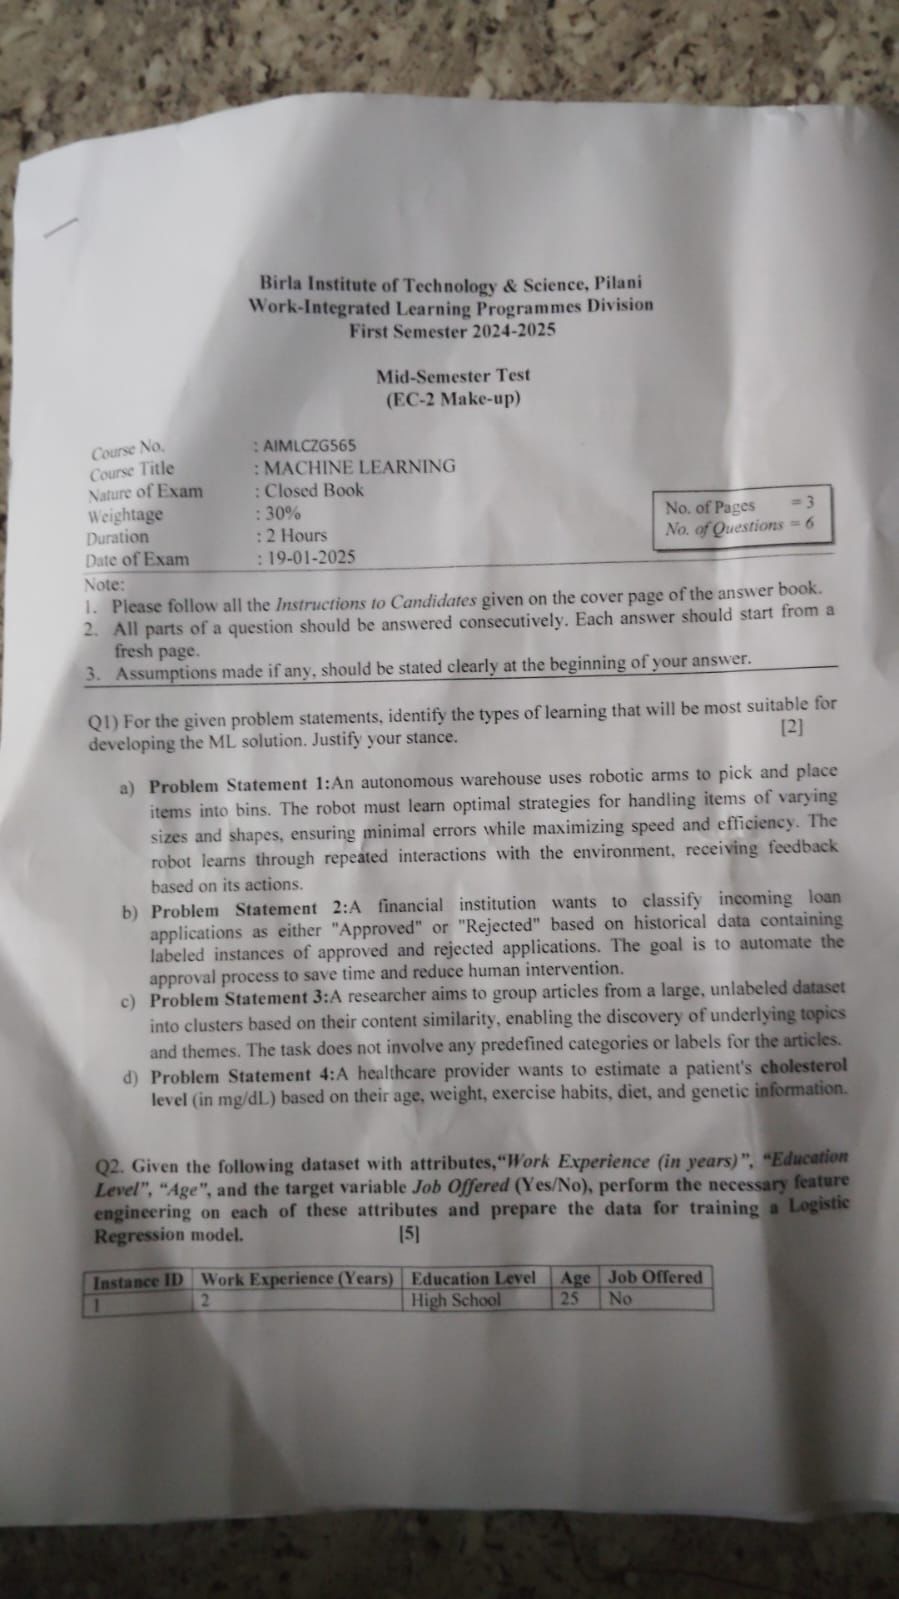 Birla Institute of Technology & Science, Pilani
Work-Integrated Learning Programmes Division
First Semester 2024-2025
Mid-Semester Test
(EC-2 Make-up)
Course No. : AIMLCZG565
Course Title : MACHINE LEARNING
Nature of Exam : Closed Book
Weightage : 30%
Duration : 2 Hours
Date of Exam : 19-01-2025
No. of Pages = 3
No. of Questions = 6
Note:
1. Please follow all the Instructions to Candidates given on the cover page of the answer book.
2. All parts of a question should be answered consecutively. Each answer should start from a
fresh page.
3. Assumptions made if any, should be stated clearly at the beginning of your answer.
Q1) For the given problem statements, identify the types of learning that will be most suitable for
developing the ML solution. Justify your stance. [2]
a) Problem Statement 1:An autonomous warehouse uses robotic arms to pick and place
items into bins. The robot must learn optimal strategies for handling items of varying
sizes and shapes, ensuring minimal errors while maximizing speed and efficiency. The
robot learns through repeated interactions with the environment, receiving feedback
based on its actions.
b) Problem Statement 2:A financial institution wants to classify incoming loan
applications as either "Approved" or "Rejected" based on historical data containing
labeled instances of approved and rejected applications. The goal is to automate the
approval process to save time and reduce human intervention.
c) Problem Statement 3:A researcher aims to group articles from a large, unlabeled dataset
into clusters based on their content similarity, enabling the discovery of underlying topics
and themes. The task does not involve any predefined categories or labels for the articles.
d) Problem Statement 4:A healthcare provider wants to estimate a patient's cholesterol
level (in mg/dL) based on their age, weight, exercise habits, diet, and genetic information.
Q2. Given the following dataset with attributes,“Work Experience (in years)”, “Education
Level”, “Age”, and the target variable Job Offered (Yes/No), perform the necessary feature
engineering on each of these attributes and prepare the data for training a Logistic
Regression model. [5]
Instance ID Work Experience (Years) Education Level Age Job Offered
1 2 High School 25 No